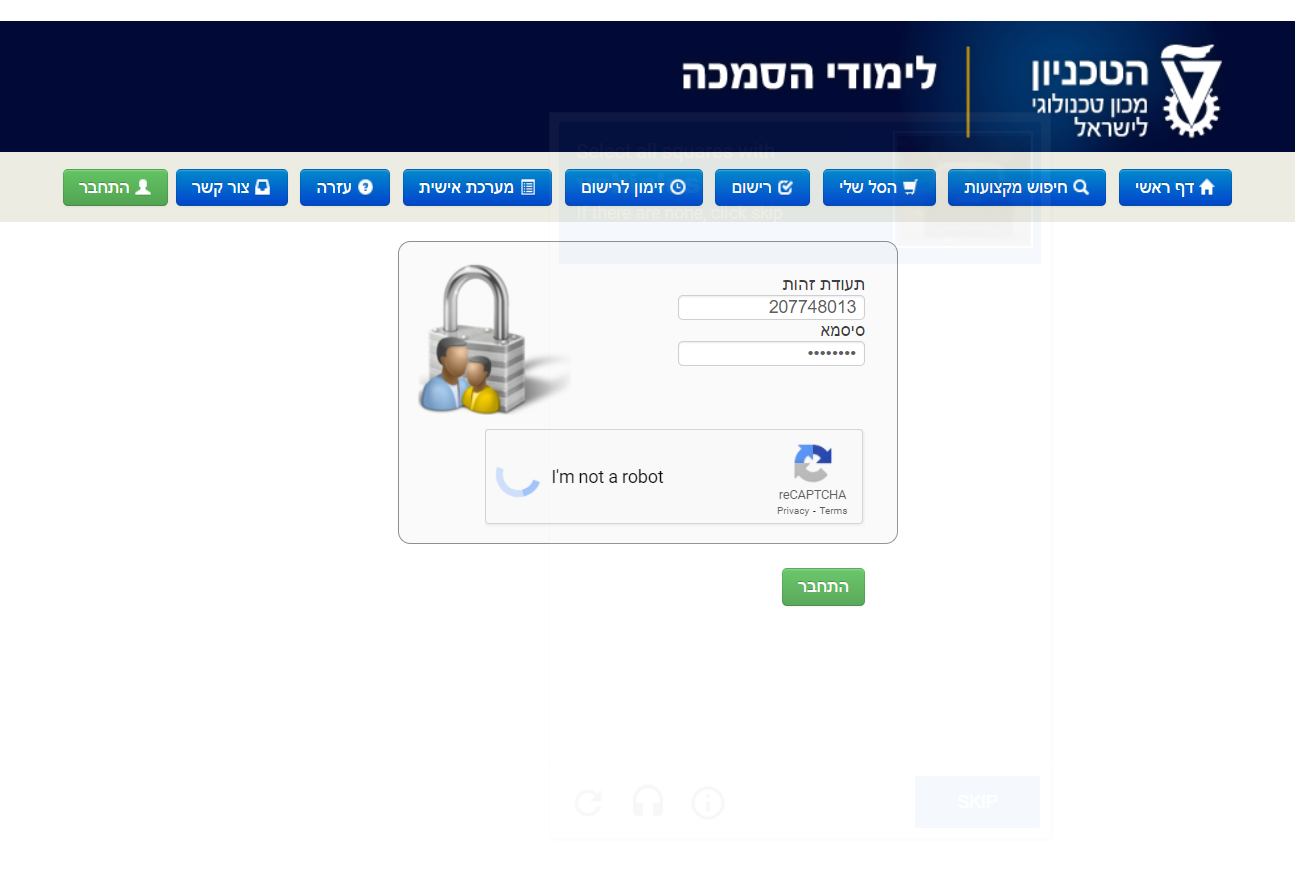 הטכניון
מכון טכנולוגי
לישראל
לימודי הסמכה
דף ראשי
חיפוש מקצועות
הסל שלי
רישום
זימון לרישום
מערכת אישית
עזרה
צור קשר
התחבר
Select all squares with
If there are none, click skip
תעודת זהות
207748013
סיסמא
••••••••
I'm not a robot
reCAPTCHA
Privacy - Terms
התחבר
SKIP